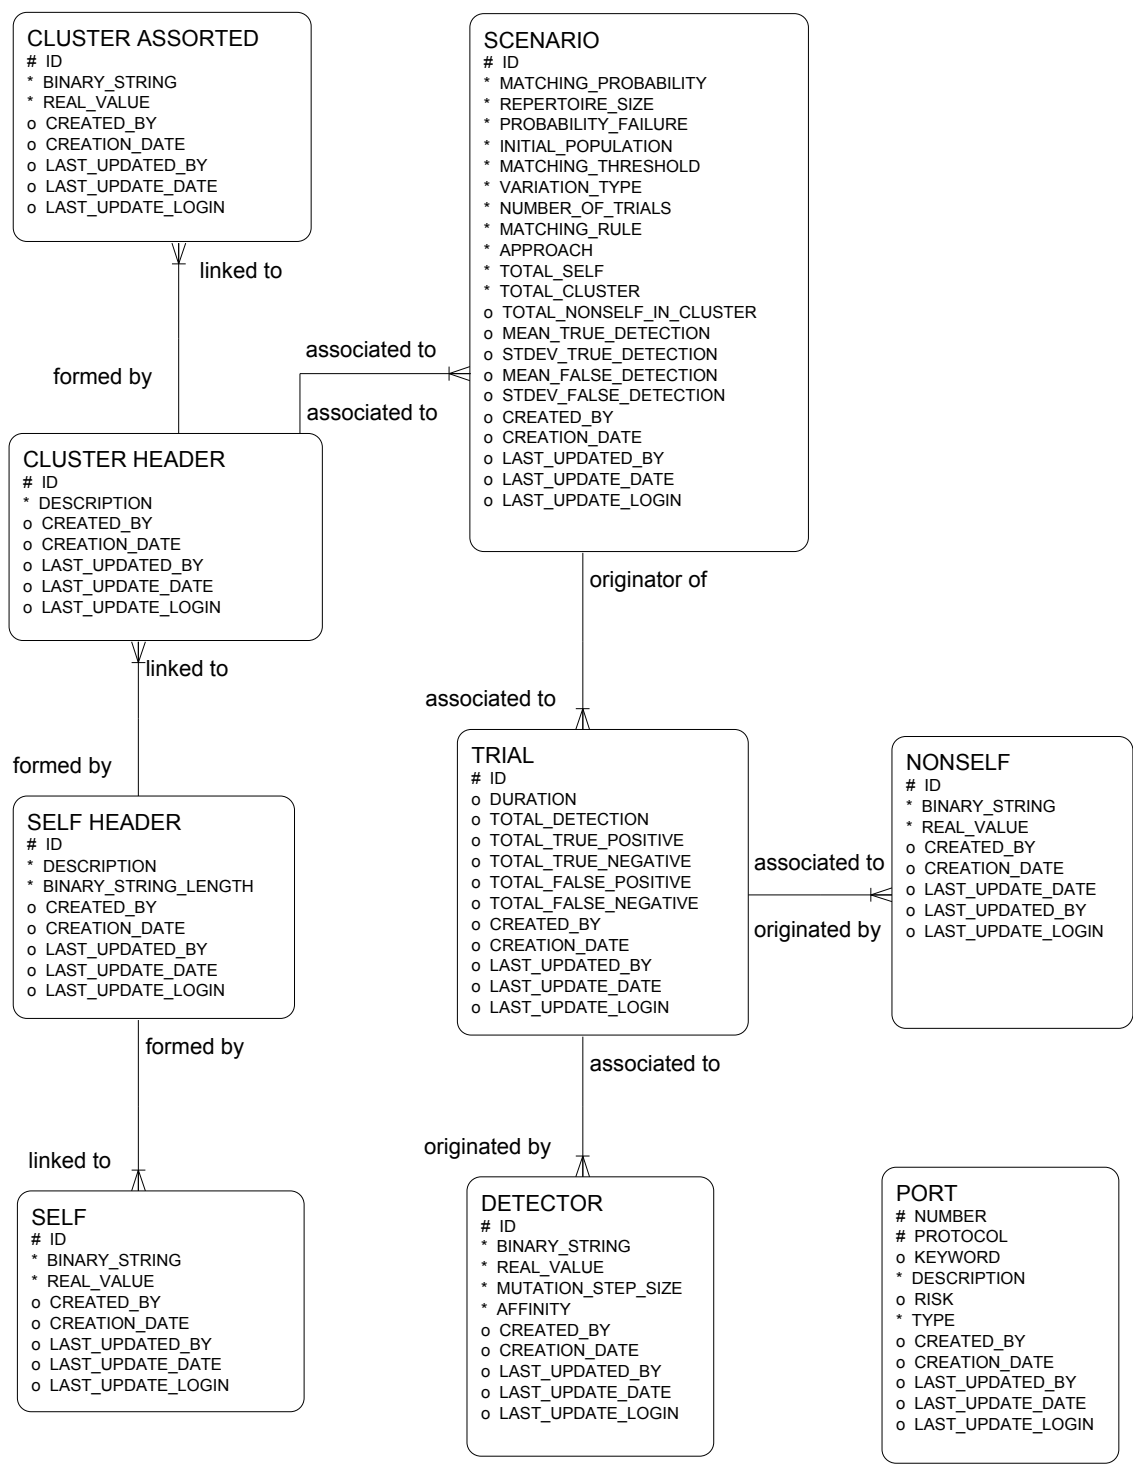 CLUSTER ASSORTED
# ID
* BINARY_STRING
* REAL_VALUE
o CREATED_BY
o CREATION_DATE
o LAST_UPDATED_BY
o LAST_UPDATE_DATE
o LAST_UPDATE_LOGIN
linked to
formed by
SCENARIO
# ID
* MATCHING_PROBABILITY
* REPERTOIRE_SIZE
* PROBABILITY_FAILURE
* INITIAL_POPULATION
* MATCHING_THRESHOLD
* VARIATION_TYPE
* NUMBER_OF_TRIALS
* MATCHING_RULE
* APPROACH
* TOTAL_SELF
* TOTAL_CLUSTER
o TOTAL_NONSELF_IN_CLUSTER
o MEAN_TRUE_DETECTION
o STDEV_TRUE_DETECTION
o MEAN_FALSE_DETECTION
o STDEV_FALSE_DETECTION
o CREATED_BY
o CREATION_DATE
o LAST_UPDATED_BY
o LAST_UPDATE_DATE
o LAST_UPDATE_LOGIN
associated to
associated to
CLUSTER HEADER
# ID
* DESCRIPTION
o CREATED_BY
o CREATION_DATE
o LAST_UPDATED_BY
o LAST_UPDATE_DATE
o LAST_UPDATE_LOGIN
linked to
formed by
originator of
associated to
SELF HEADER
# ID
* DESCRIPTION
* BINARY_STRING_LENGTH
o CREATED_BY
o CREATION_DATE
o LAST_UPDATED_BY
o LAST_UPDATE_DATE
o LAST_UPDATE_LOGIN
formed by
linked to
TRIAL
# ID
o DURATION
o TOTAL_DETECTION
o TOTAL_TRUE_POSITIVE
o TOTAL_TRUE_NEGATIVE
o TOTAL_FALSE_POSITIVE
o TOTAL_FALSE_NEGATIVE
o CREATED_BY
o CREATION_DATE
o LAST_UPDATED_BY
o LAST_UPDATE_DATE
o LAST_UPDATE_LOGIN
associated to
originated by
NONSELF
# ID
* BINARY_STRING
* REAL_VALUE
o CREATED_BY
o CREATION_DATE
o LAST_UPDATE_DATE
o LAST_UPDATED_BY
o LAST_UPDATE_LOGIN
associated to
originated by
SELF
# ID
* BINARY_STRING
* REAL_VALUE
o CREATED_BY
o CREATION_DATE
o LAST_UPDATED_BY
o LAST_UPDATE_DATE
o LAST_UPDATE_LOGIN
DETECTOR
# ID
* BINARY_STRING
* REAL_VALUE
* MUTATION_STEP_SIZE
* AFFINITY
o CREATED_BY
o CREATION_DATE
o LAST_UPDATED_BY
o LAST_UPDATE_DATE
o LAST_UPDATE_LOGIN
PORT
# NUMBER
# PROTOCOL
o KEYWORD
* DESCRIPTION
o RISK
* TYPE
o CREATED_BY
o CREATION_DATE
o LAST_UPDATED_BY
o LAST_UPDATE_DATE
o LAST_UPDATE_LOGIN